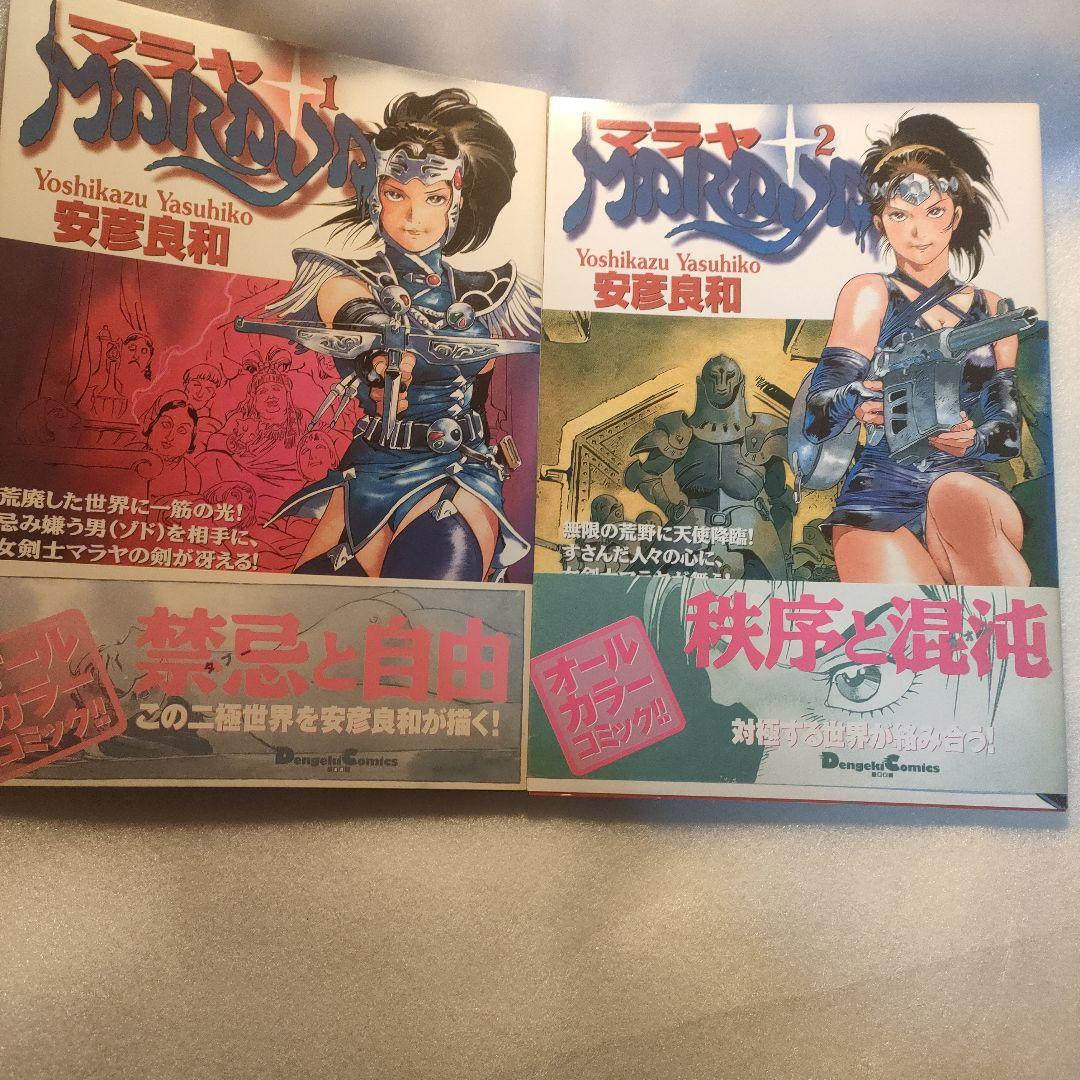 マラヤ
MARAYA
1
Yoshikazu Yasuhiko
安彦良和
荒廃した世界に一筋の光!
忌み嫌う男(ゾド)を相手に、
女剣士マラヤの剣が冴える!
オール
カラー
コミック!!
禁忌と自由
タブー
この二極世界を安彦良和が描く!
Dengeki Comics
マラヤ
MARAYA
2
Yoshikazu Yasuhiko
安彦良和
無限の荒野に天使降臨!
すさんだ人々の心に、
オール
カラー
コミック!!
秩序と混沌
対極する世界が絡み合う!
Dengeki Comics